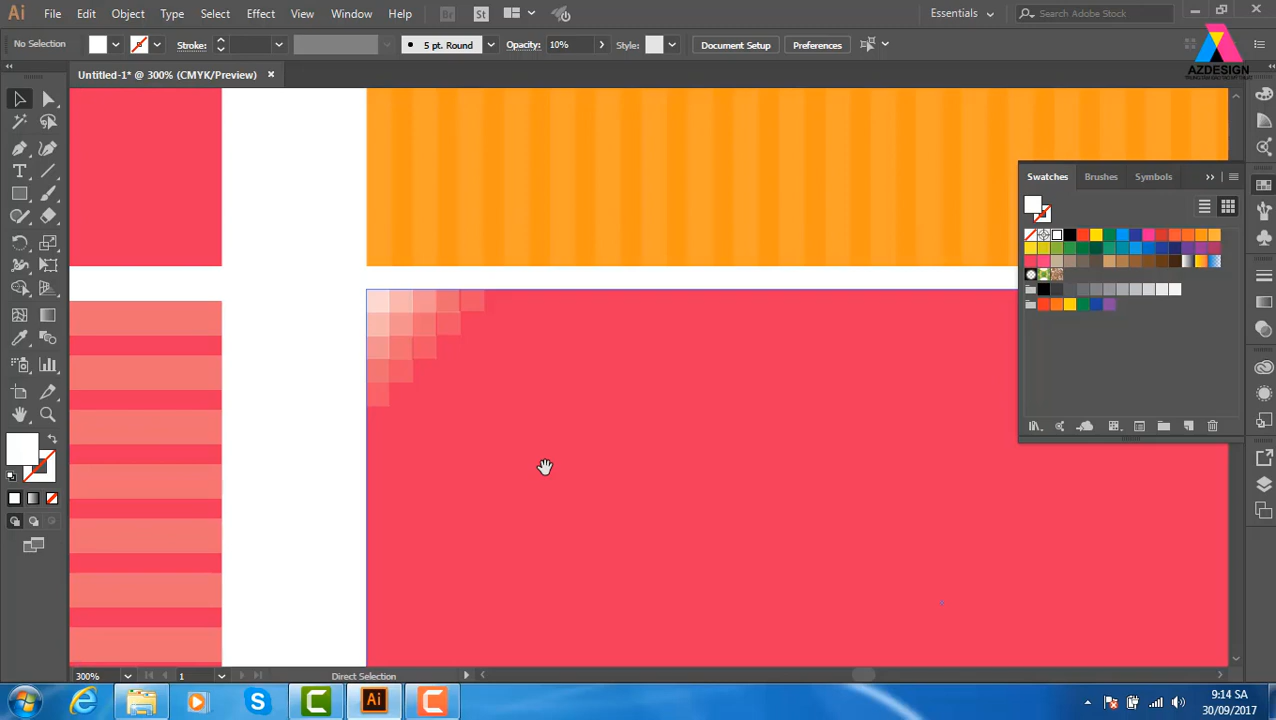 Ai File Edit Object Type Select Effect View Window Help Br St Essentials Search Adobe Stock
No Selection Stroke: 5 pt. Round Opacity: 10% Style: Document Setup Preferences
AZDESIGN
Untitled-1* @ 300% (CMYK/Preview)
Swatches Brushes Symbols
300% 1 Direct Selection
Ai
9:14 SA
30/09/2017